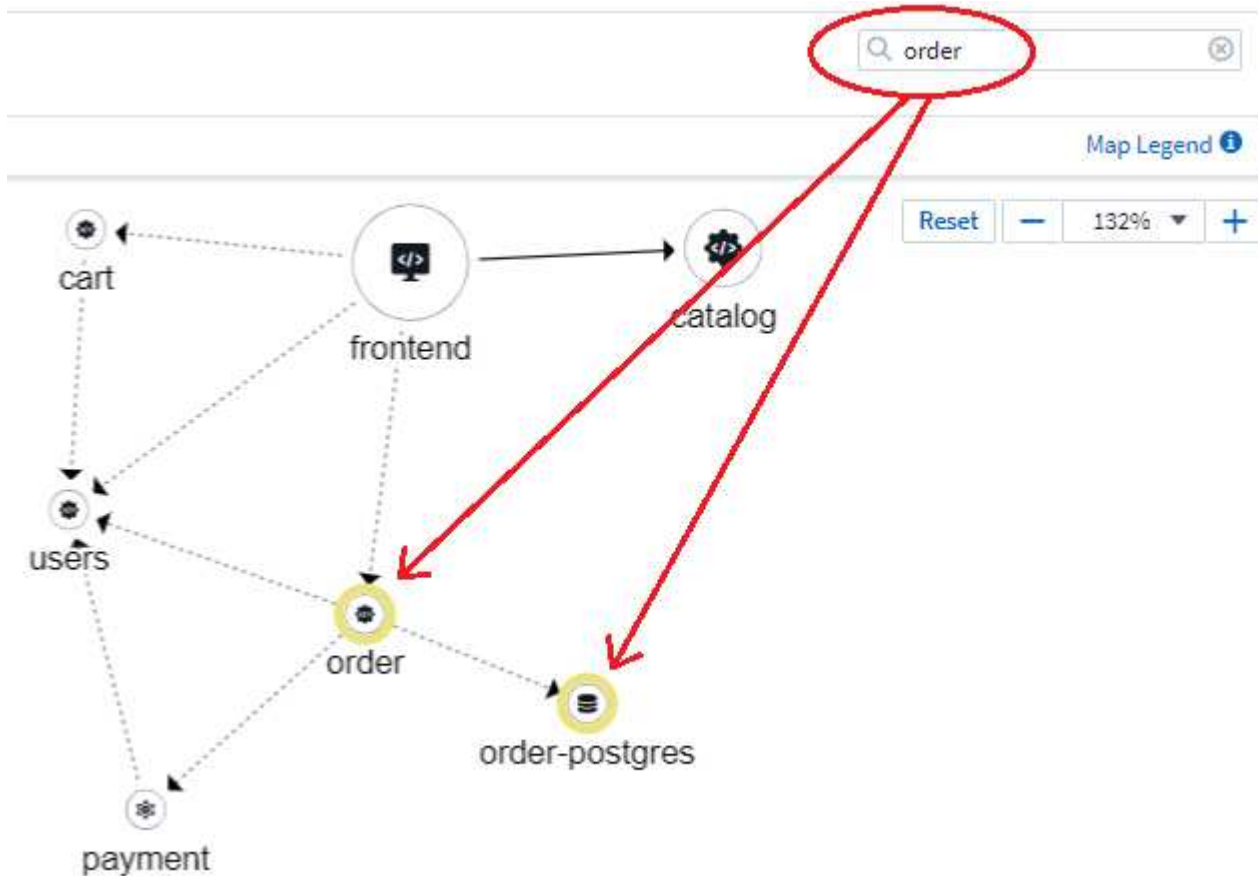 order
Map Legend
Reset
132%
cart
frontend
catalog
users
order
order-postgres
payment